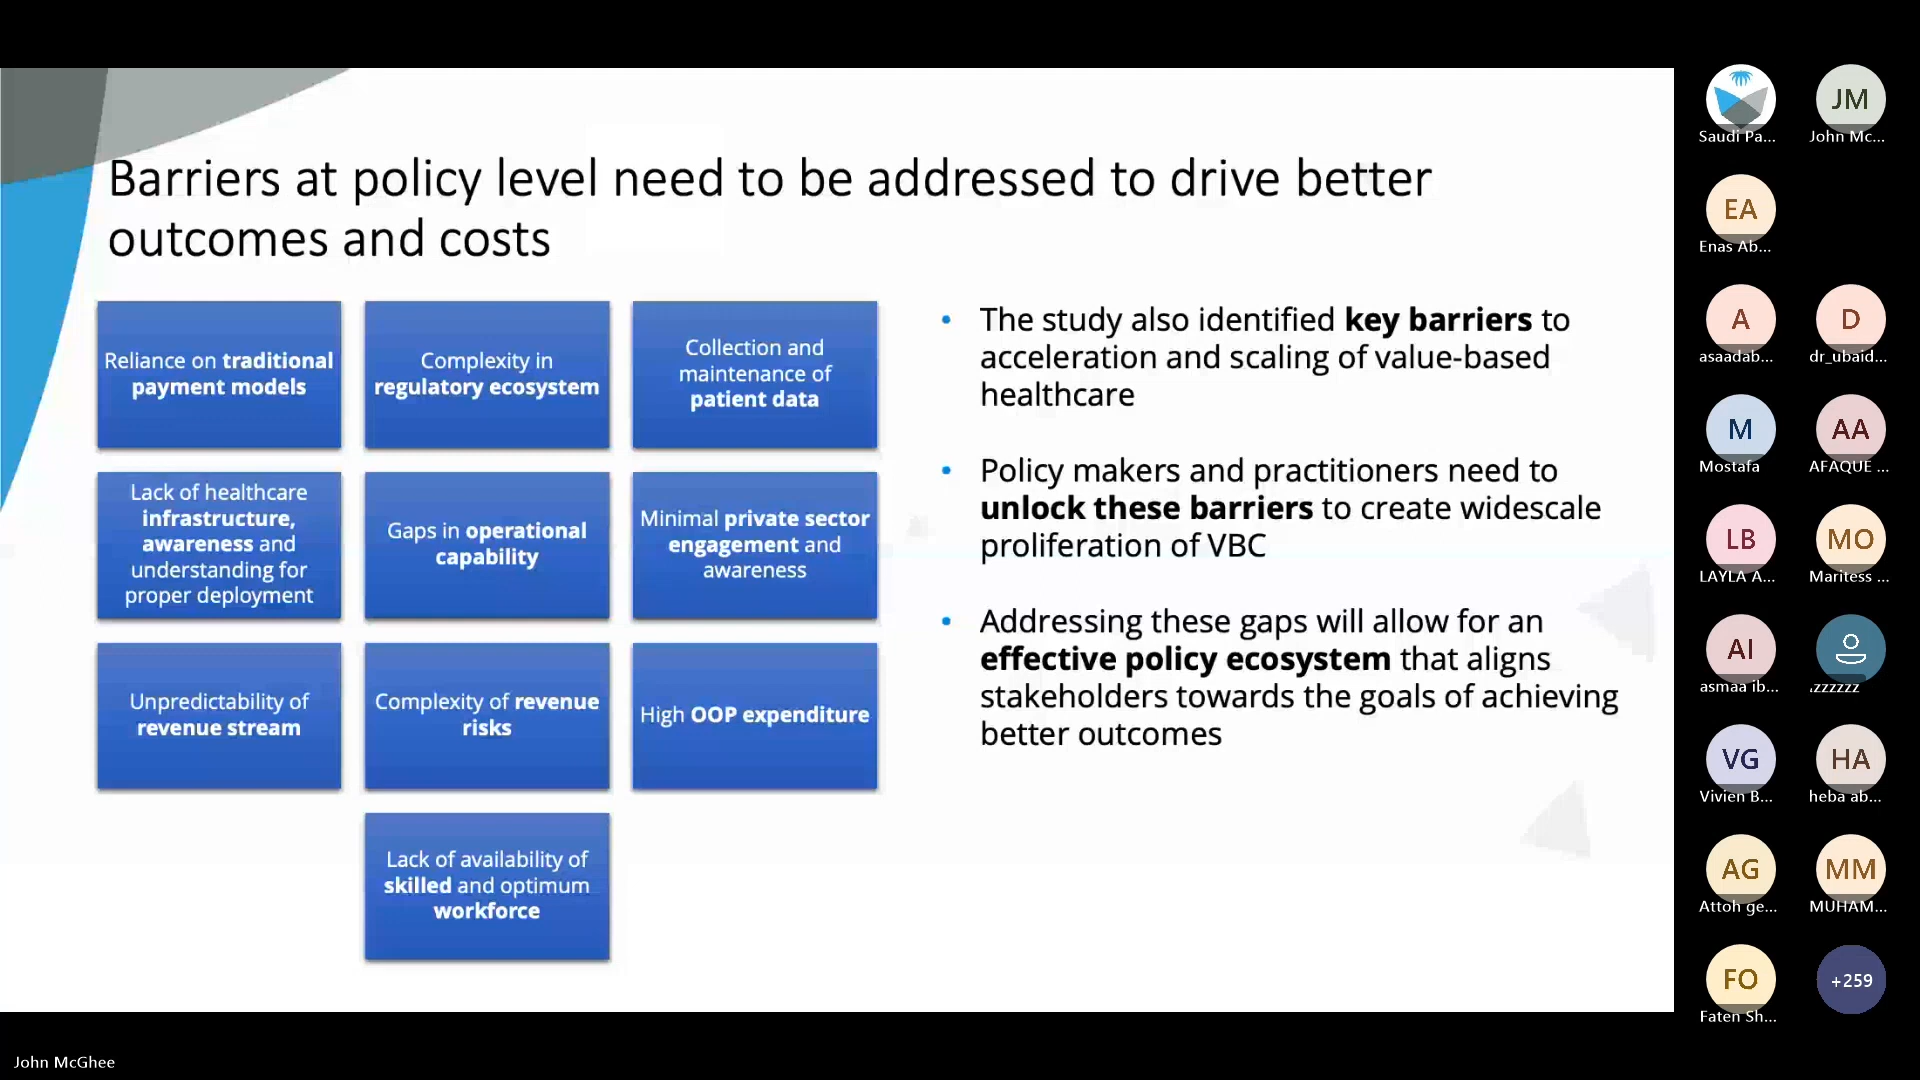 Barriers at policy level need to be addressed to drive better
outcomes and costs
Reliance on traditional
payment models
Complexity in
regulatory ecosystem
Collection and
maintenance of
patient data
Lack of healthcare
infrastructure,
awareness and
understanding for
proper deployment
Gaps in operational
capability
Minimal private sector
engagement and
awareness
Unpredictability of
revenue stream
Complexity of revenue
risks
High OOP expenditure
Lack of availability of
skilled and optimum
workforce
• The study also identified key barriers to
acceleration and scaling of value-based
healthcare
• Policy makers and practitioners need to
unlock these barriers to create widescale
proliferation of VBC
• Addressing these gaps will allow for an
effective policy ecosystem that aligns
stakeholders towards the goals of achieving
better outcomes
Saudi Pa...
JM
John Mc...
EA
Enas Ab...
A
asaadab...
D
dr_ubaid...
M
Mostafa
AA
AFAQUE ...
LB
LAYLA A...
MO
Maritess ...
AI
asmaa ib...
.zzzzzz
VG
Vivien B...
HA
heba ab...
AG
Attoh ge...
MM
MUHAM...
FO
Faten Sh...
+259
John McGhee